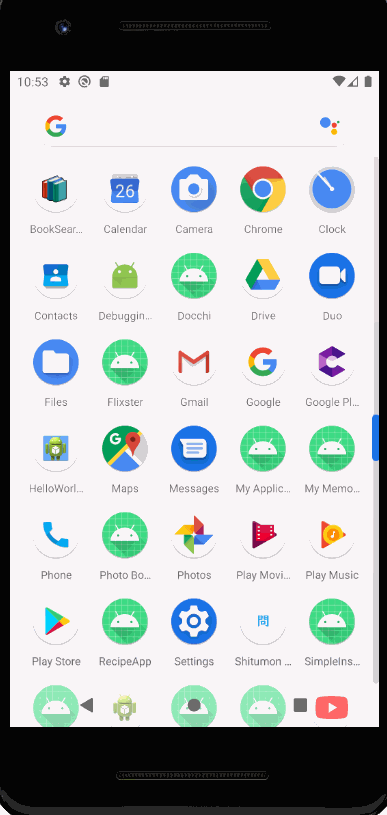 10:53
BookSear... Calendar Camera Chrome Clock
26
Contacts Debuggin... Docchi Drive Duo
Files Flixster Gmail Google Google Pl...
HelloWorl... Maps Messages My Applic... My Memo...
Phone Photo Bo... Photos Play Movi... Play Music
Play Store RecipeApp Settings Shitumon ... SimpleIns...
問